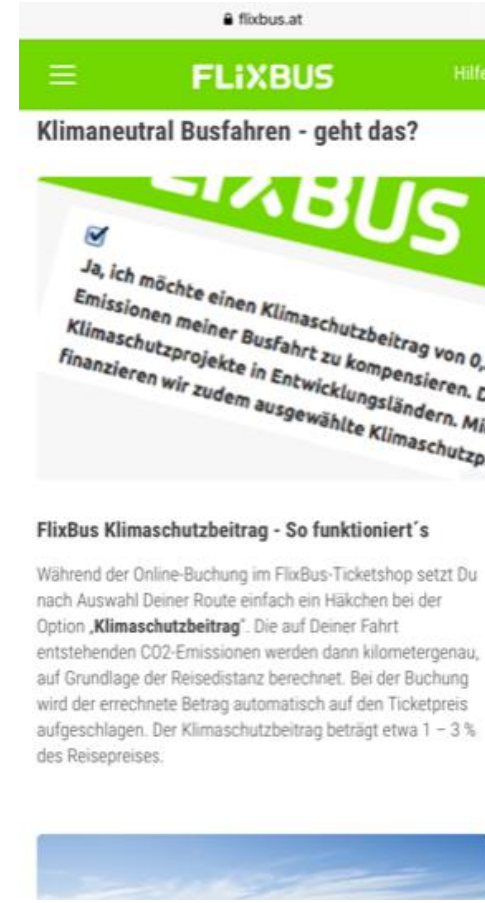 flixbus.at
FLiXBUS
Hilfe
Klimaneutral Busfahren - geht das?
FLIXBUS
Ja, ich möchte einen Klimaschutzbeitrag von 0,
Emissionen meiner Busfahrt zu kompensieren. D
Klimaschutzprojekte in Entwicklungsländern. Mi
finanzieren wir zudem ausgewählte Klimaschutzp
FlixBus Klimaschutzbeitrag - So funktioniert´s
Während der Online-Buchung im FlixBus-Ticketshop setzt Du
nach Auswahl Deiner Route einfach ein Häkchen bei der
Option „Klimaschutzbeitrag“. Die auf Deiner Fahrt
entstehenden CO2-Emissionen werden dann kilometergenau,
auf Grundlage der Reisedistanz berechnet. Bei der Buchung
wird der errechnete Betrag automatisch auf den Ticketpreis
aufgeschlagen. Der Klimaschutzbeitrag beträgt etwa 1 – 3 %
des Reisepreises.